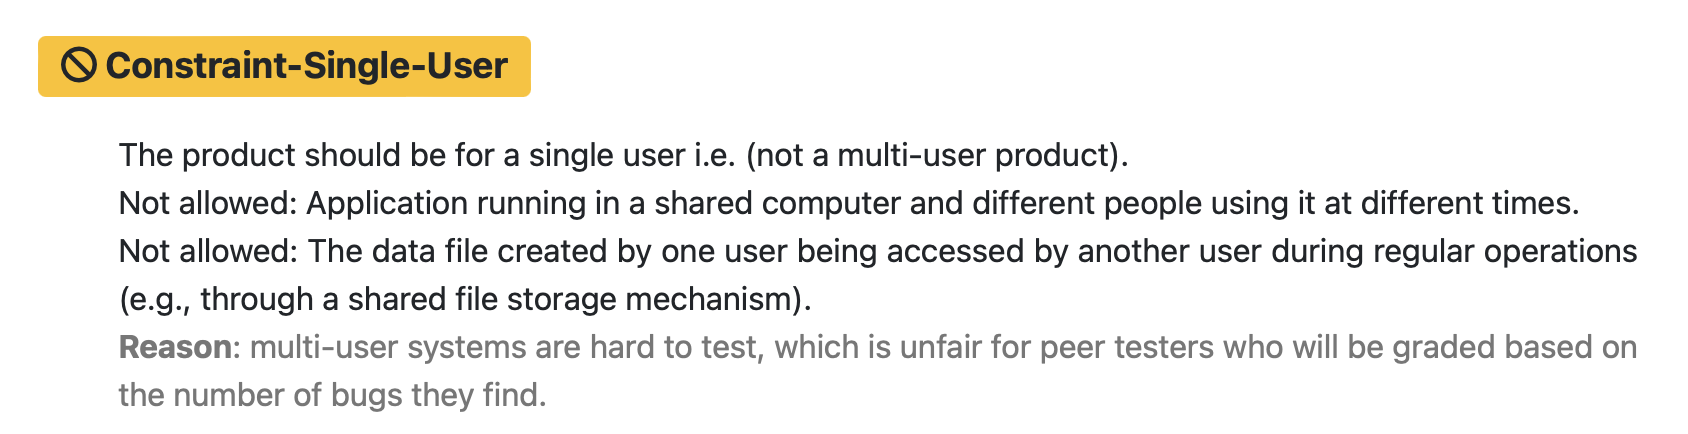 Constraint-Single-User
The product should be for a single user i.e. (not a multi-user product).
Not allowed: Application running in a shared computer and different people using it at different times.
Not allowed: The data file created by one user being accessed by another user during regular operations
(e.g., through a shared file storage mechanism).
Reason: multi-user systems are hard to test, which is unfair for peer testers who will be graded based on
the number of bugs they find.